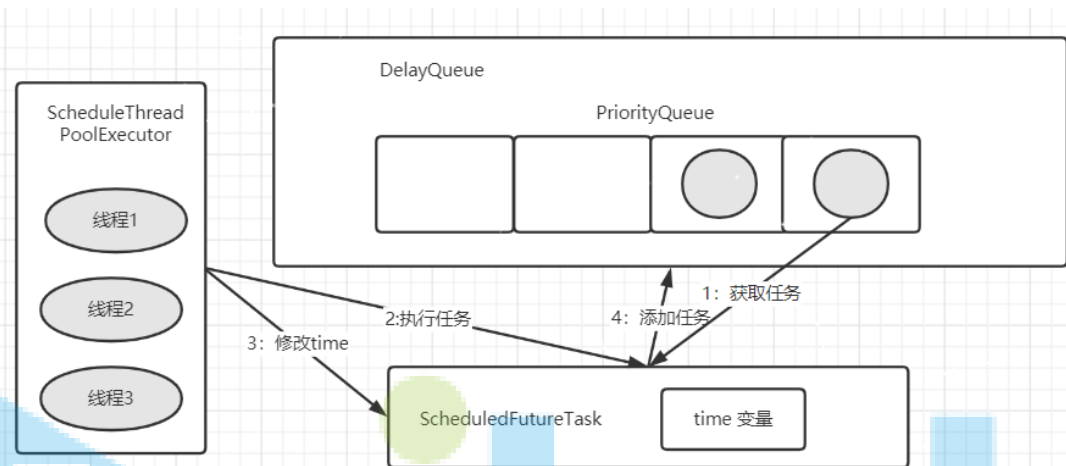 DelayQueue
ScheduleThread
PoolExecutor
PriorityQueue
线程1
线程2
线程3
1：获取任务
2:执行任务
4：添加任务
3：修改time
ScheduledFutureTask
time 变量